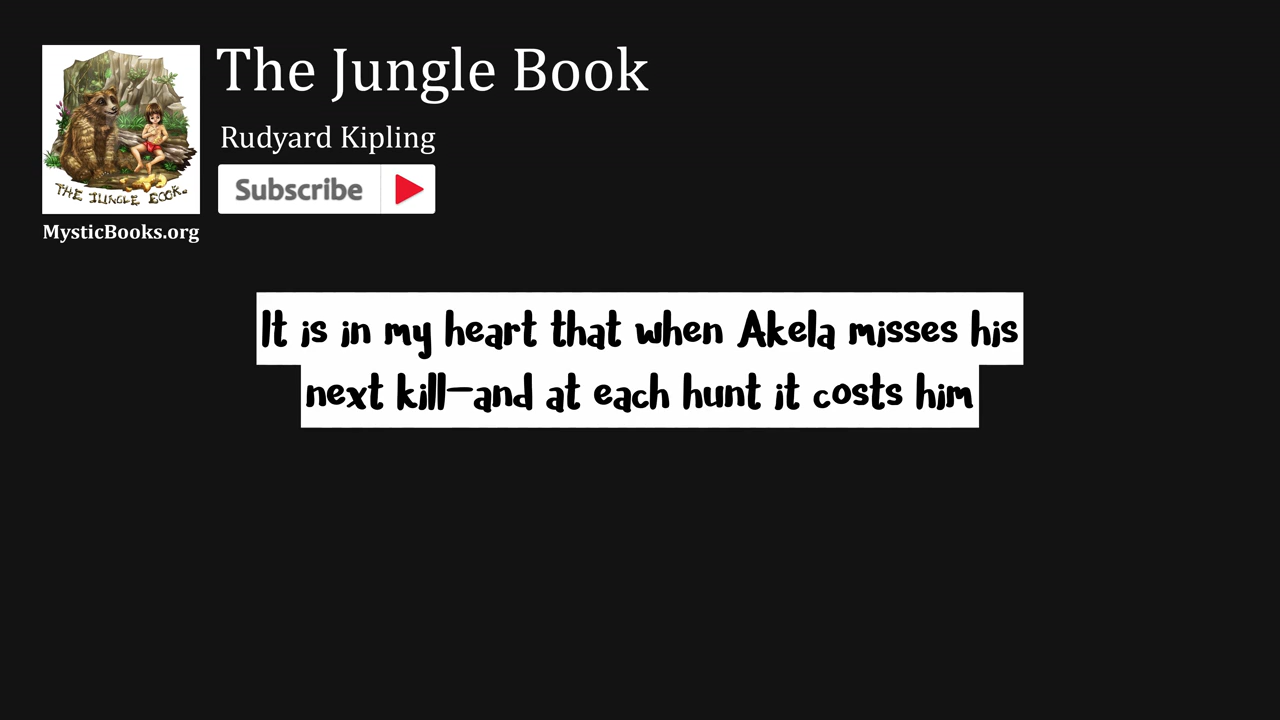 The Jungle Book
Rudyard Kipling
Subscribe
THE JUNGLE BOOK.
MysticBooks.org
It is in my heart that when Akela misses his
next kill—and at each hunt it costs him